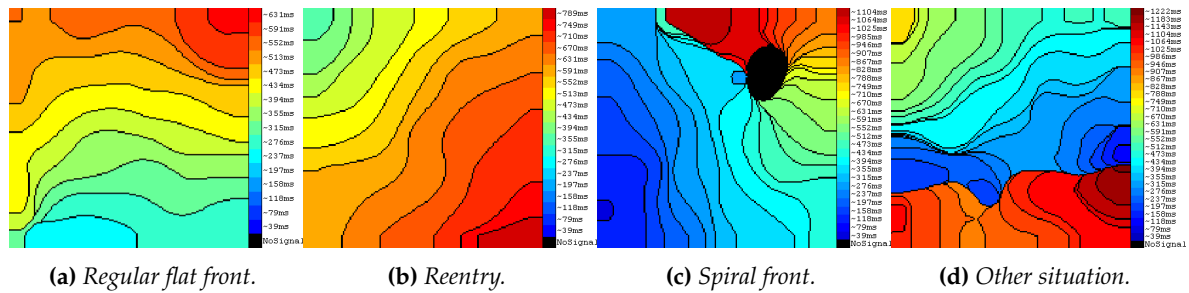 ~631ms
~591ms
~552ms
~513ms
~473ms
~434ms
~394ms
~355ms
~315ms
~276ms
~237ms
~197ms
~158ms
~118ms
~79ms
~39ms
NoSignal
(a) Regular flat front.
~789ms
~749ms
~710ms
~670ms
~631ms
~591ms
~552ms
~513ms
~473ms
~434ms
~394ms
~355ms
~315ms
~276ms
~237ms
~197ms
~158ms
~118ms
~79ms
~39ms
NoSignal
(b) Reentry.
~1104ms
~1064ms
~1025ms
~985ms
~946ms
~907ms
~867ms
~828ms
~788ms
~749ms
~710ms
~670ms
~631ms
~591ms
~552ms
~513ms
~473ms
~434ms
~394ms
~355ms
~315ms
~276ms
~237ms
~197ms
~158ms
~118ms
~79ms
~39ms
NoSignal
(c) Spiral front.
~1222ms
~1183ms
~1143ms
~1104ms
~1064ms
~1025ms
~985ms
~946ms
~907ms
~867ms
~828ms
~788ms
~749ms
~710ms
~670ms
~631ms
~591ms
~552ms
~513ms
~473ms
~434ms
~394ms
~355ms
~315ms
~276ms
~237ms
~197ms
~158ms
~118ms
~79ms
~39ms
NoSignal
(d) Other situation.